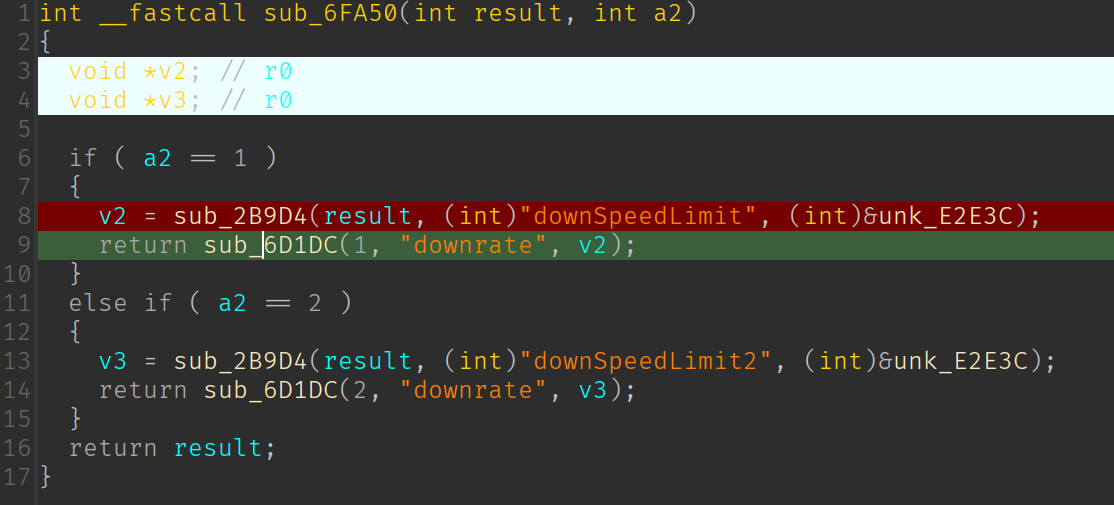 1 int __fastcall sub_6FA50(int result, int a2)
2 {
3   void *v2; // r0
4   void *v3; // r0
5
6   if ( a2 == 1 )
7   {
8     v2 = sub_2B9D4(result, (int)"downSpeedLimit", (int)&unk_E2E3C);
9     return sub_6D1DC(1, "downrate", v2);
10   }
11   else if ( a2 == 2 )
12   {
13     v3 = sub_2B9D4(result, (int)"downSpeedLimit2", (int)&unk_E2E3C);
14     return sub_6D1DC(2, "downrate", v3);
15   }
16   return result;
17 }